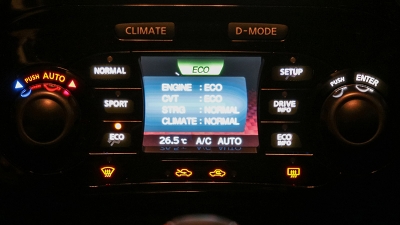 CLIMATE
D-MODE
PUSH AUTO
NORMAL
SPORT
ECO
ECO
ENGINE : ECO
CVT : ECO
STRG : NORMAL
CLIMATE : NORMAL
26.5°C A/C AUTO
SETUP
DRIVE
INFO
ECO
INFO
PUSH ENTER